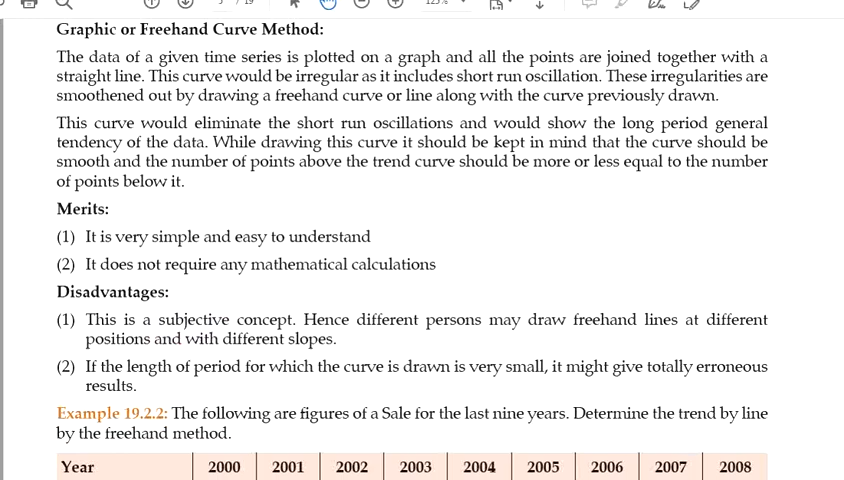 Graphic or Freehand Curve Method:
The data of a given time series is plotted on a graph and all the points are joined together with a
straight line. This curve would be irregular as it includes short run oscillation. These irregularities are
smoothened out by drawing a freehand curve or line along with the curve previously drawn.
This curve would eliminate the short run oscillations and would show the long period general
tendency of the data. While drawing this curve it should be kept in mind that the curve should be
smooth and the number of points above the trend curve should be more or less equal to the number
of points below it.
Merits:
(1) It is very simple and easy to understand
(2) It does not require any mathematical calculations
Disadvantages:
(1) This is a subjective concept. Hence different persons may draw freehand lines at different
positions and with different slopes.
(2) If the length of period for which the curve is drawn is very small, it might give totally erroneous
results.
Example 19.2.2: The following are figures of a Sale for the last nine years. Determine the trend by line
by the freehand method.
Year 2000 2001 2002 2003 2004 2005 2006 2007 2008